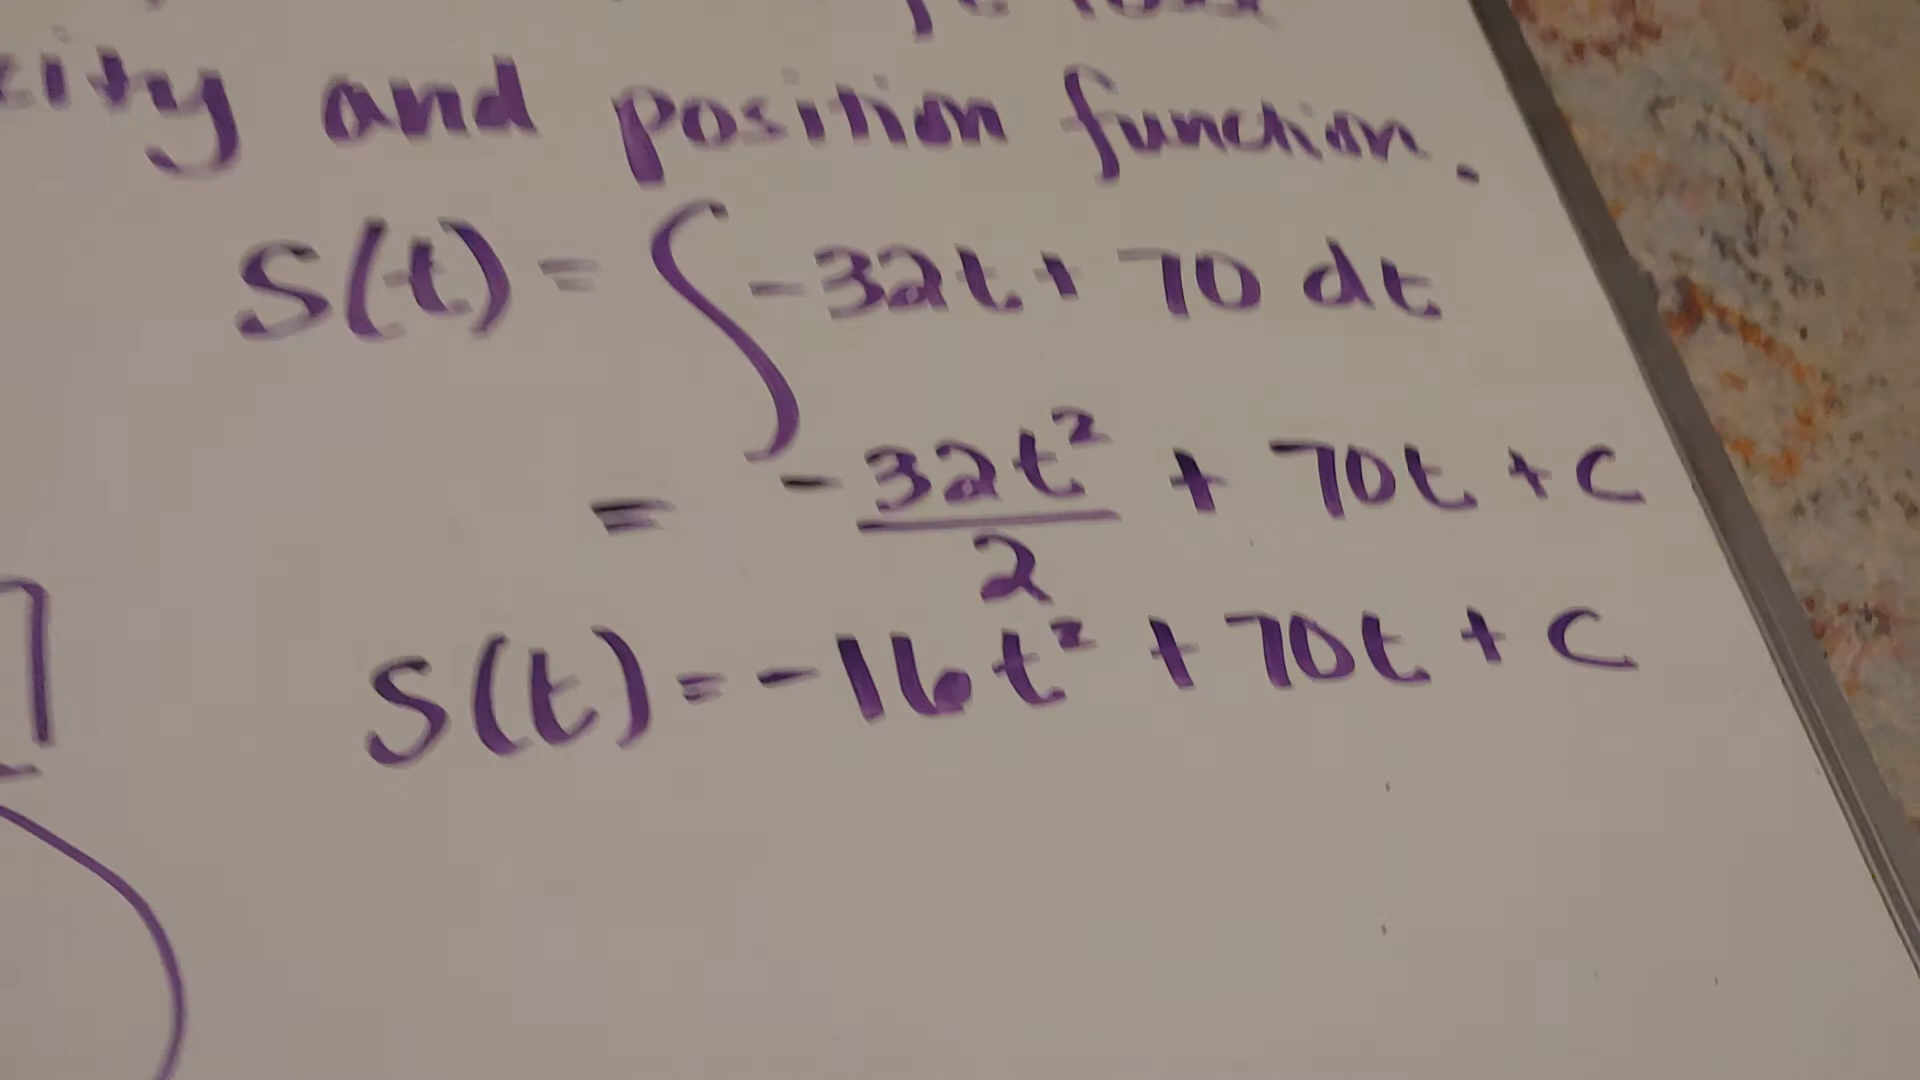 and position function.
S(t) = ∫ -32t + 70 dt
= -32t²/2 + 70t + C
S(t) = -16t² + 70t + C